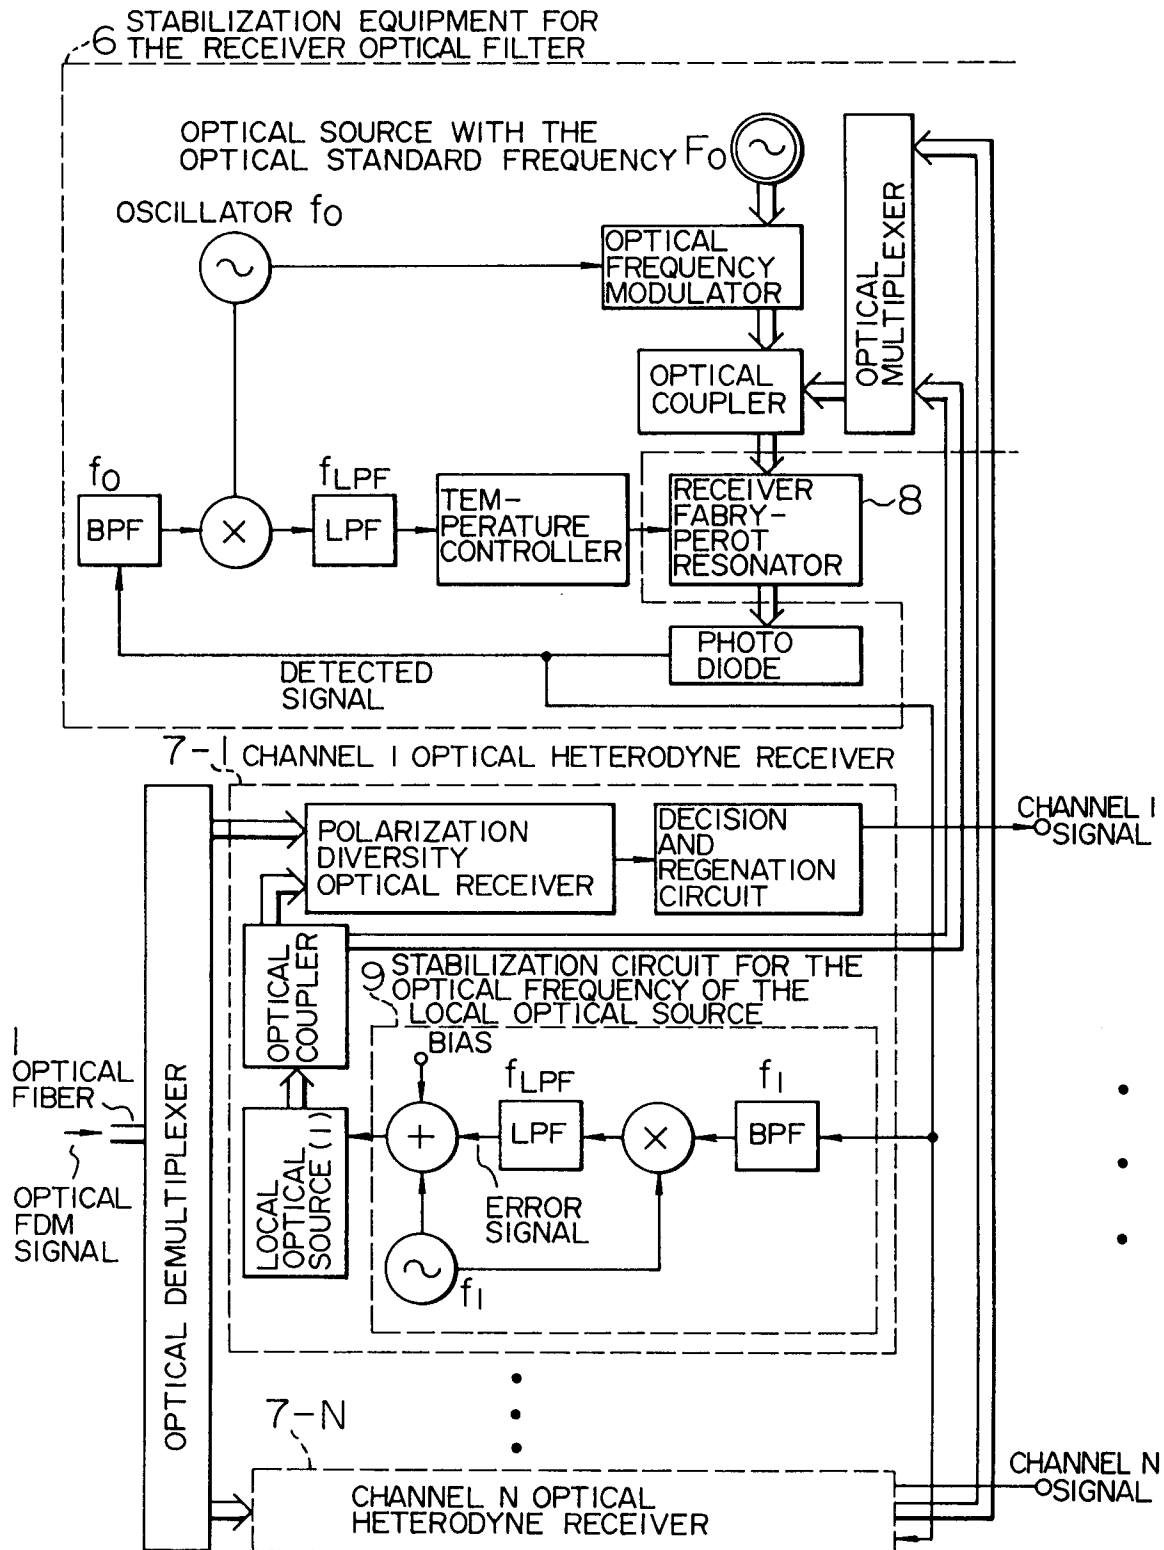 6 STABILIZATION EQUIPMENT FOR
THE RECEIVER OPTICAL FILTER
OPTICAL SOURCE WITH THE
OPTICAL STANDARD FREQUENCY F0
OSCILLATOR f0
OPTICAL
FREQUENCY
MODULATOR
OPTICAL
MULTIPLEXER
OPTICAL
COUPLER
f0
BPF
×
fLPF
LPF
TEM-
PERATURE
CONTROLLER
RECEIVER
FABRY-
PEROT
RESONATOR
8
PHOTO
DIODE
DETECTED
SIGNAL
7-1 CHANNEL 1 OPTICAL HETERODYNE RECEIVER
POLARIZATION
DIVERSITY
OPTICAL RECEIVER
DECISION
AND
REGENATION
CIRCUIT
CHANNEL 1
SIGNAL
OPTICAL
COUPLER
9 STABILIZATION CIRCUIT FOR THE
OPTICAL FREQUENCY OF THE
LOCAL OPTICAL SOURCE
BIAS
1
OPTICAL
FIBER
OPTICAL
FDM
SIGNAL
OPTICAL DEMULTIPLEXER
LOCAL
OPTICAL
SOURCE (1)
+
fLPF
LPF
×
f1
BPF
ERROR
SIGNAL
f1
7-N
CHANNEL N OPTICAL
HETERODYNE RECEIVER
CHANNEL N
SIGNAL